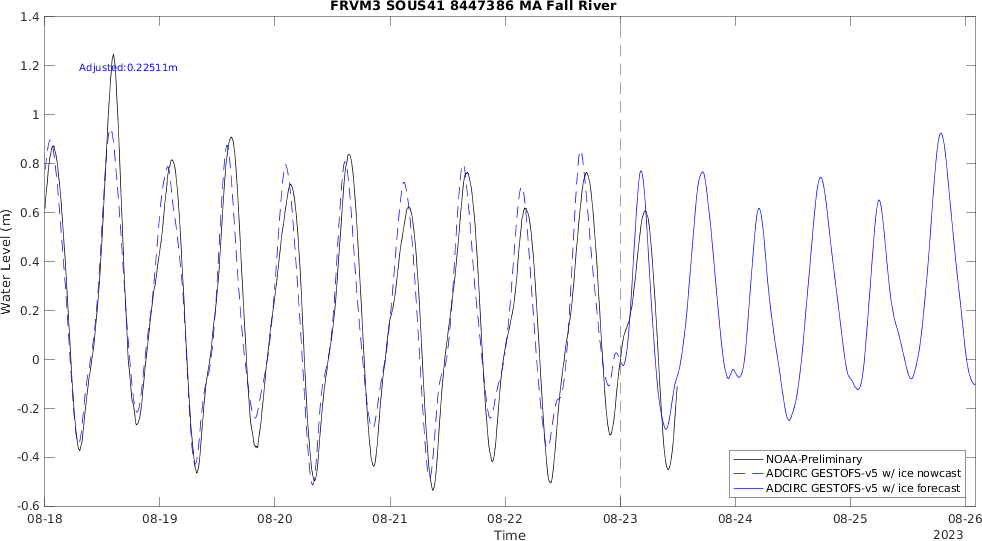 FRVM3 SOUS41 8447386 MA Fall River
1.4
1.2
1
0.8
0.6
0.4
0.2
0
-0.2
-0.4
-0.6
Water Level (m)
Adjusted:0.22511m
NOAA-Preliminary
ADCIRC GESTOFS-v5 w/ ice nowcast
ADCIRC GESTOFS-v5 w/ ice forecast
08-18 08-19 08-20 08-21 08-22 08-23 08-24 08-25 08-26
Time
2023